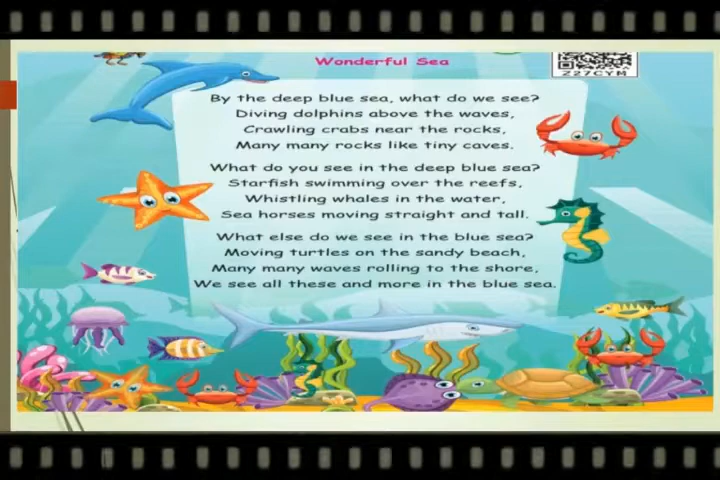 Wonderful Sea
Z27CYM
By the deep blue sea, what do we see?
Diving dolphins above the waves,
Crawling crabs near the rocks,
Many many rocks like tiny caves.
What do you see in the deep blue sea?
Starfish swimming over the reefs,
Whistling whales in the water,
Sea horses moving straight and tall.
What else do we see in the blue sea?
Moving turtles on the sandy beach,
Many many waves rolling to the shore,
We see all these and more in the blue sea.